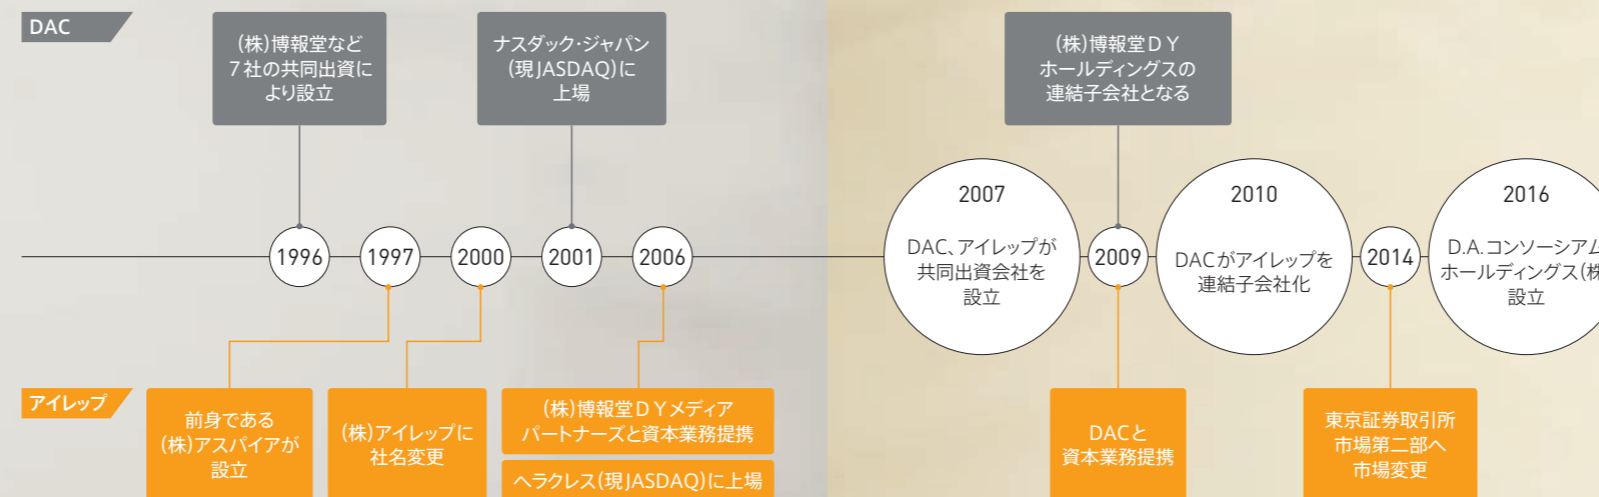 DAC
(株)博報堂など
7社の共同出資に
より設立
ナスダック・ジャパン
(現JASDAQ)に
上場
(株)博報堂DY
ホールディングスの
連結子会社となる
1996
1997
2000
2001
2006
2007
DAC、アイレップが
共同出資会社を
設立
2009
2010
DACがアイレップを
連結子会社化
2014
2016
D.A.コンソーシアム
ホールディングス(株
設立
アイレップ
前身である
(株)アスパイアが
設立
(株)アイレップに
社名変更
(株)博報堂DYメディア
パートナーズと資本業務提携
ヘラクレス(現JASDAQ)に上場
DACと
資本業務提携
東京証券取引所
市場第二部へ
市場変更